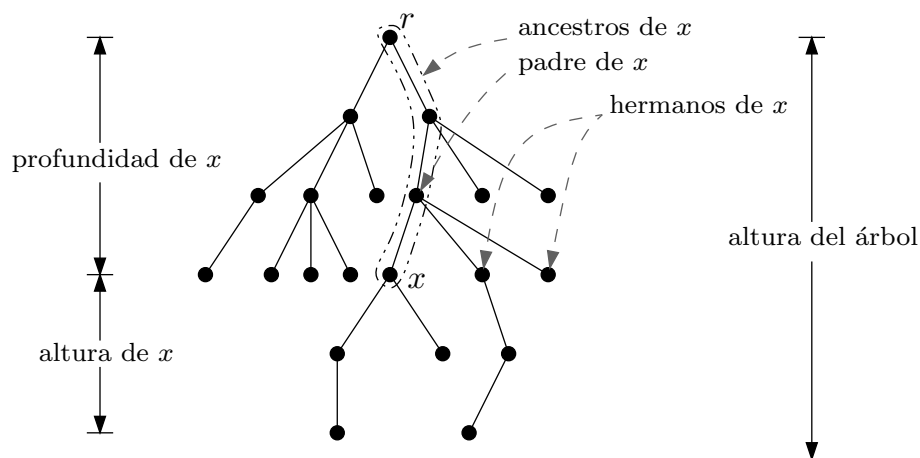 r
ancestros de x
padre de x
hermanos de x
profundidad de x
altura del árbol
x
altura de x